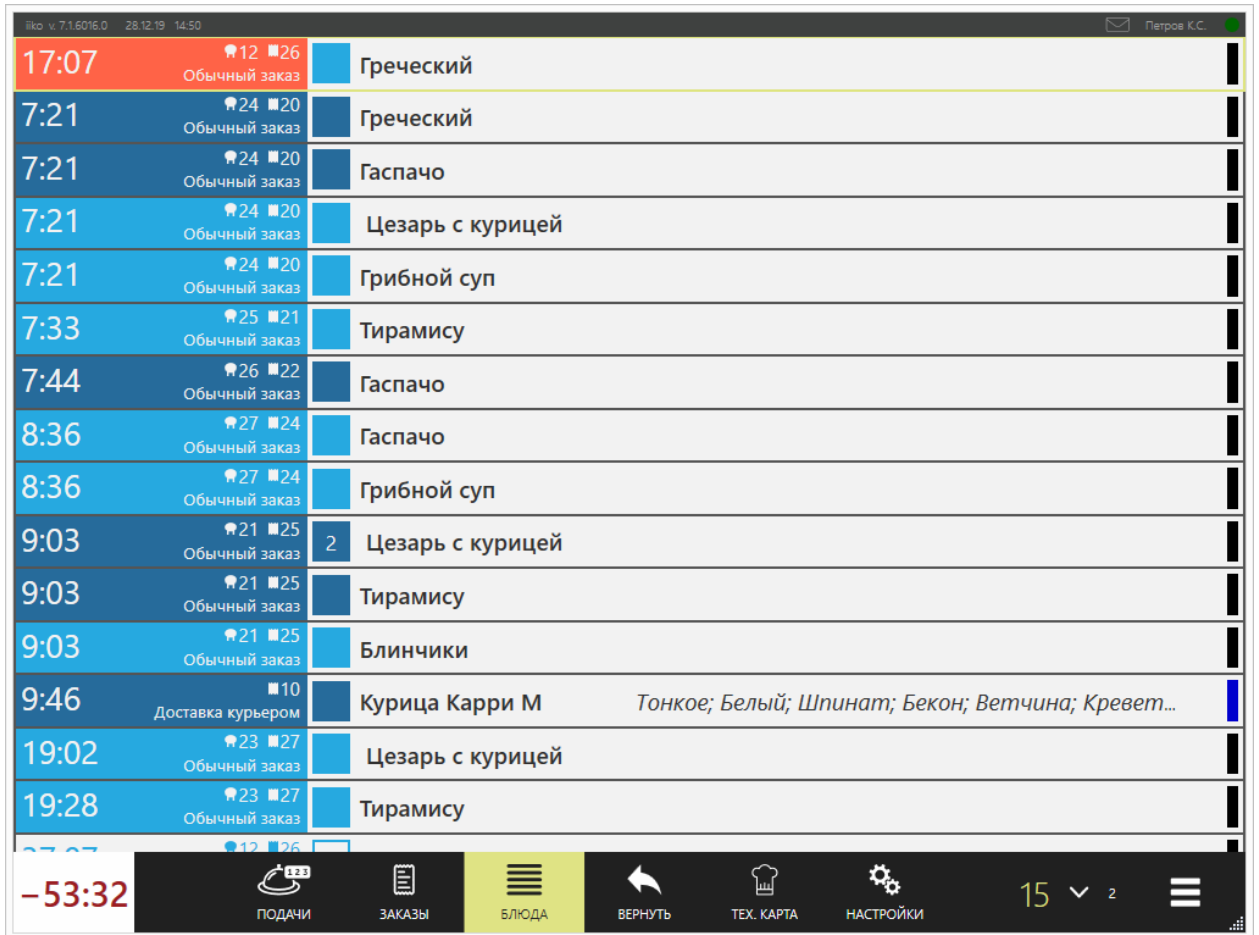 iiko v. 7.1.6016.0 28.12.19 14:50 Петров К.С.
17:07 12 26
Обычный заказ Греческий
7:21 24 20
Обычный заказ Греческий
7:21 24 20
Обычный заказ Гаспачо
7:21 24 20
Обычный заказ Цезарь с курицей
7:21 24 20
Обычный заказ Грибной суп
7:33 25 21
Обычный заказ Тирамису
7:44 26 22
Обычный заказ Гаспачо
8:36 27 24
Обычный заказ Гаспачо
8:36 27 24
Обычный заказ Грибной суп
9:03 21 25
Обычный заказ 2 Цезарь с курицей
9:03 21 25
Обычный заказ Тирамису
9:03 21 25
Обычный заказ Блинчики
9:46 10
Доставка курьером Курица Карри М Тонкое; Белый; Шпинат; Бекон; Ветчина; Кревет...
19:02 23 27
Обычный заказ Цезарь с курицей
19:28 23 27
Обычный заказ Тирамису
12 26
–53:32
123
ПОДАЧИ ЗАКАЗЫ БЛЮДА ВЕРНУТЬ ТЕХ. КАРТА НАСТРОЙКИ
15 2